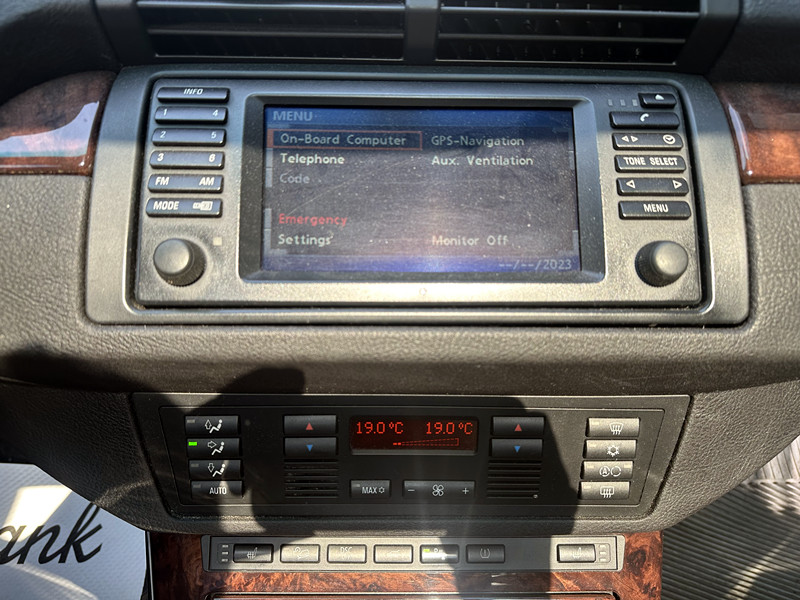 INFO
1 4
2 5
3 6
FM AM
MODE
MENU
On-Board Computer GPS-Navigation
Telephone Aux. Ventilation
Code
Emergency
Settings Monitor Off
--/--/2023
TONE SELECT
MENU
19.0°C 19.0°C
AUTO
MAX
- +
A
DSC
ank